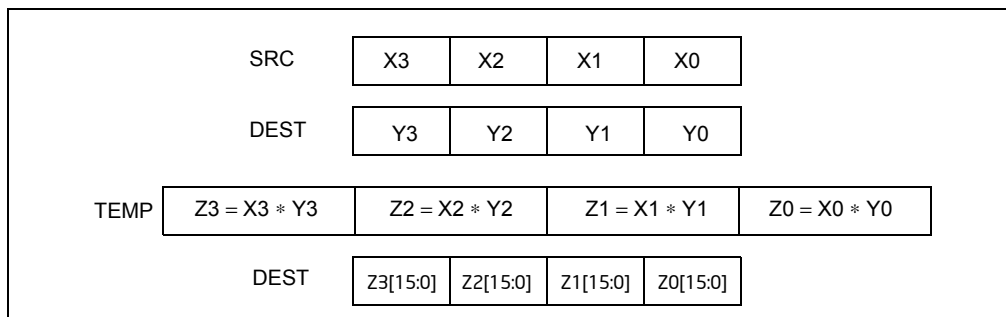 SRC X3 X2 X1 X0
DEST Y3 Y2 Y1 Y0
TEMP Z3 = X3 ∗ Y3 Z2 = X2 ∗ Y2 Z1 = X1 ∗ Y1 Z0 = X0 ∗ Y0
DEST Z3[15:0] Z2[15:0] Z1[15:0] Z0[15:0]